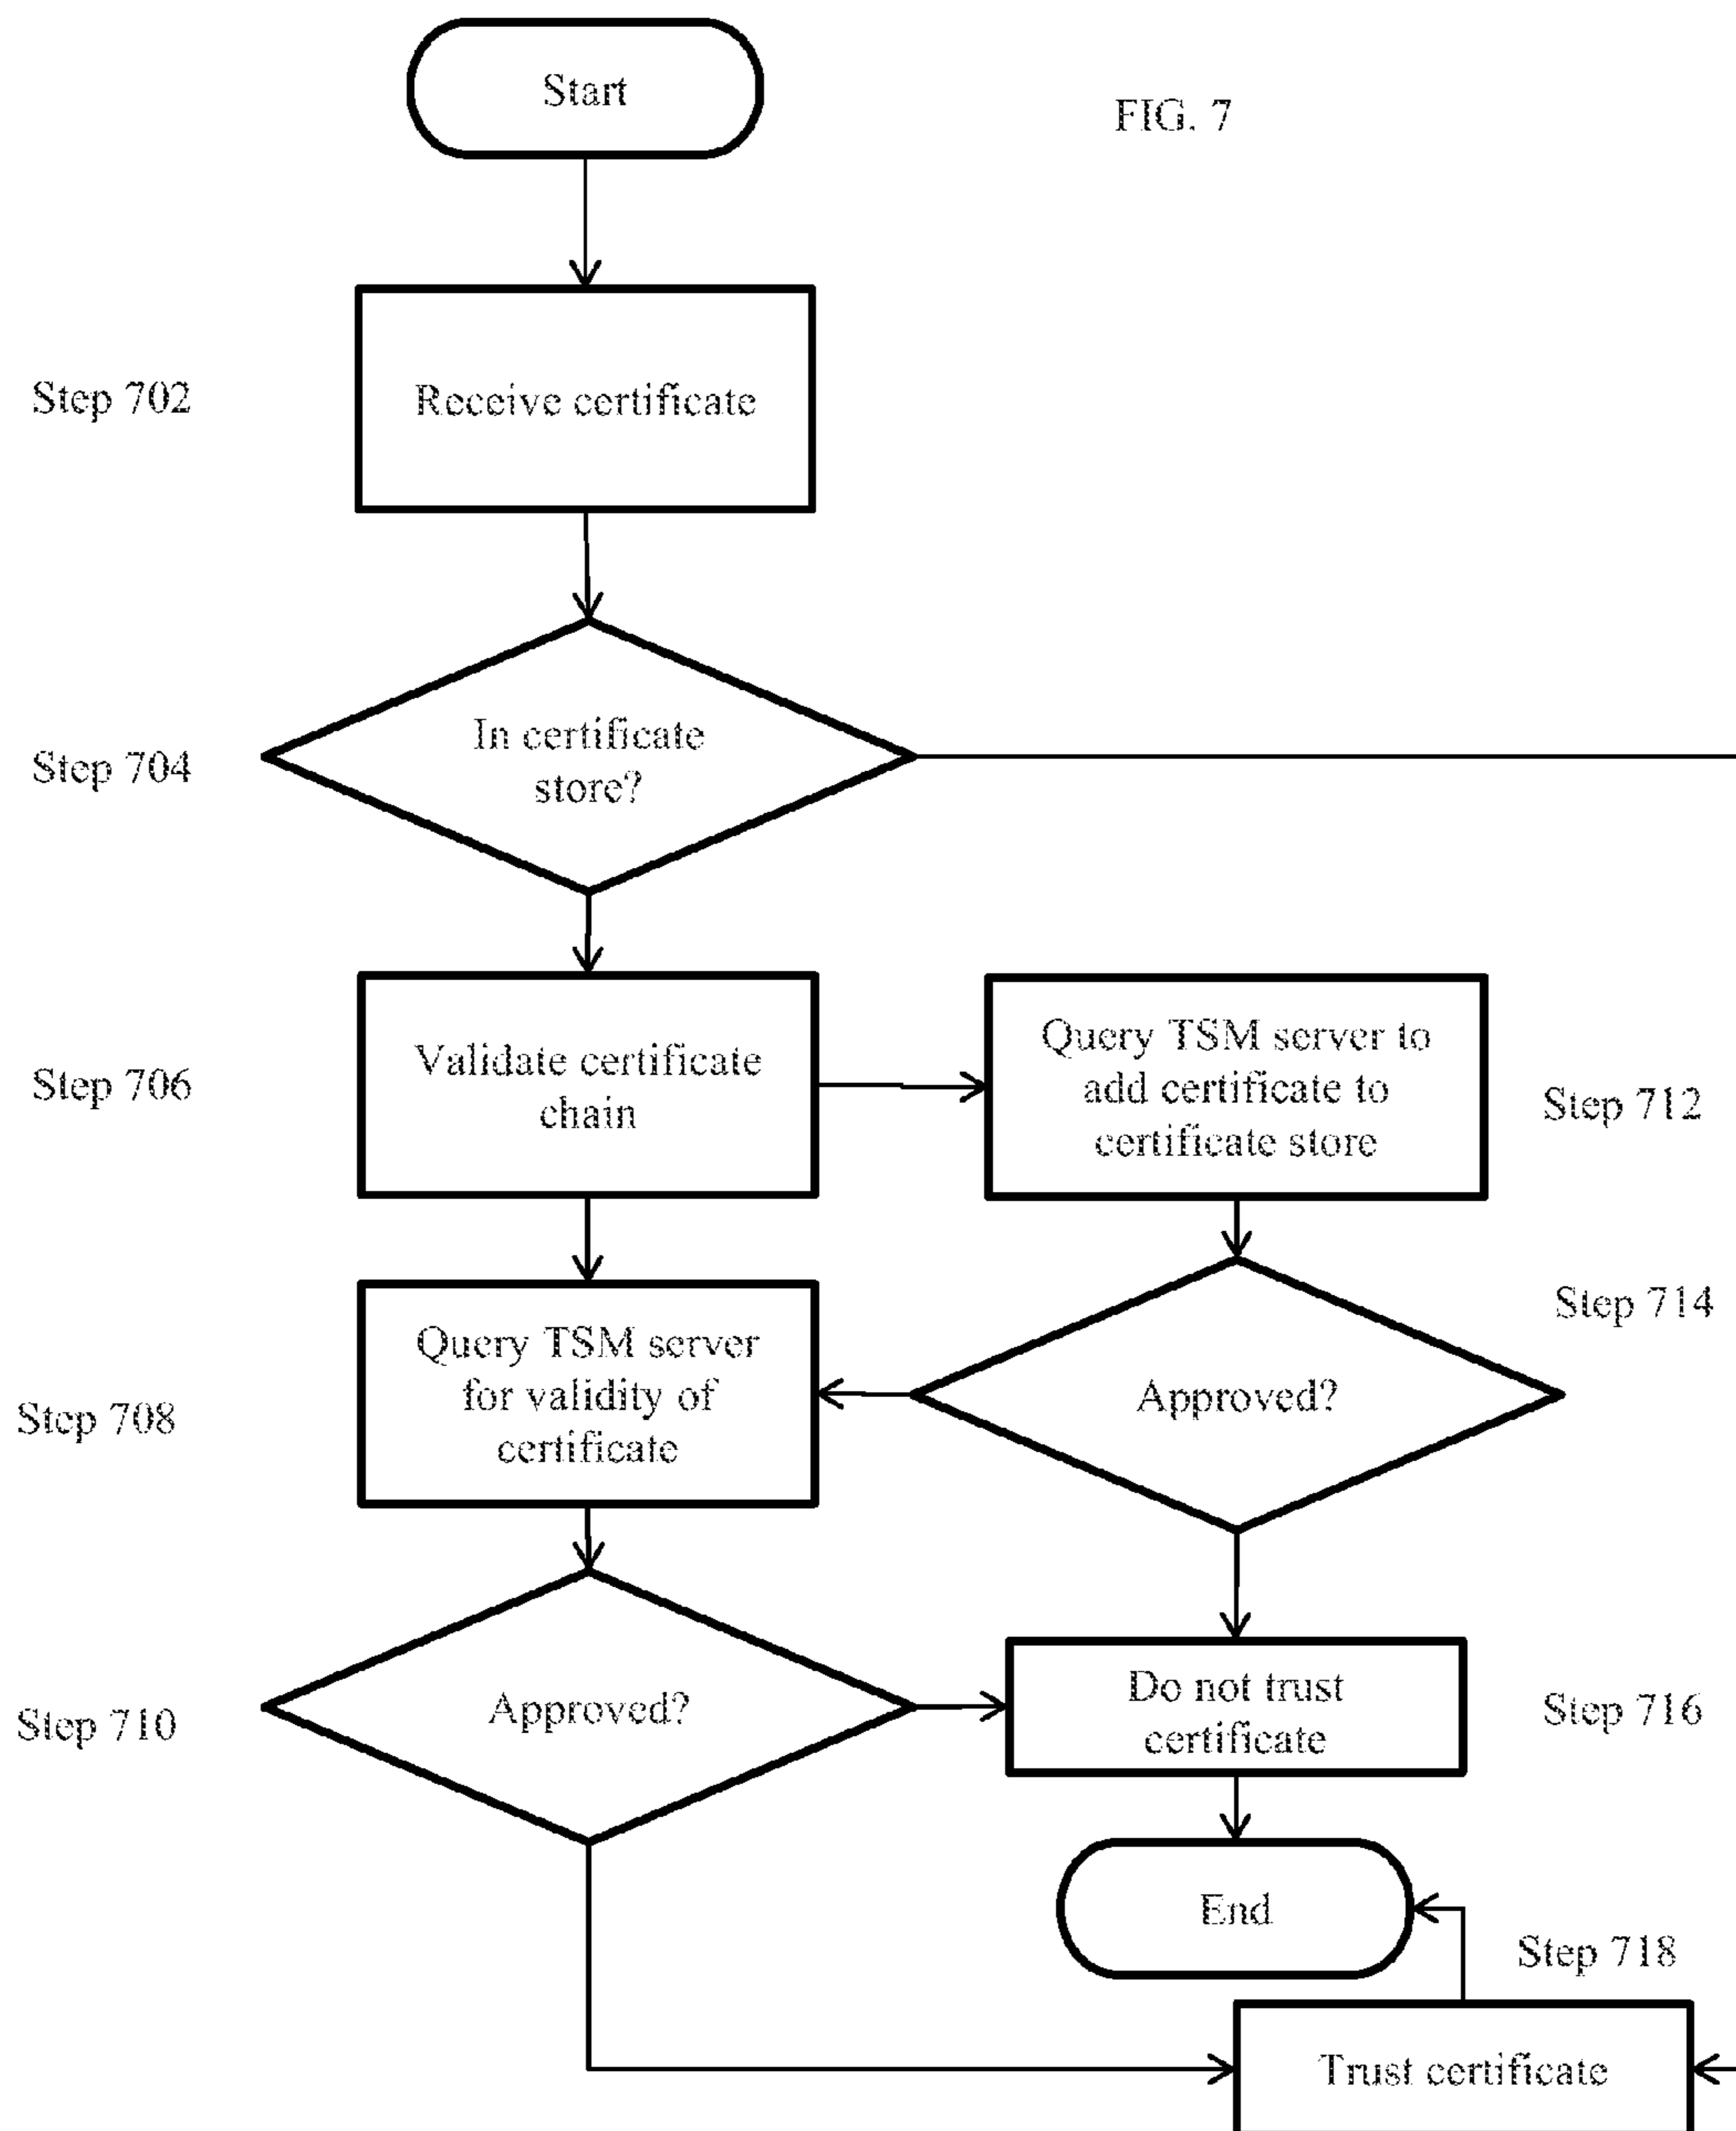 Start
FIG. 7
Step 702
Receive certificate
Step 704
In certificate
store?
Step 706
Validate certificate
chain
Query TSM server to
add certificate to
certificate store
Step 712
Step 714
Step 708
Query TSM server
for validity of
certificate
Approved?
Step 710
Approved?
Do not trust
certificate
Step 716
End
Step 718
Trust certificate